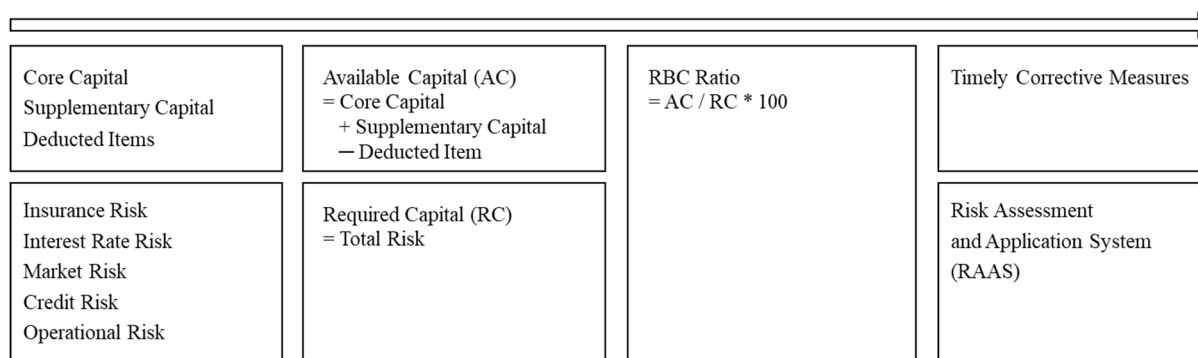 Core Capital
Supplementary Capital
Deducted Items
Insurance Risk
Interest Rate Risk
Market Risk
Credit Risk
Operational Risk
Available Capital (AC)
= Core Capital
+ Supplementary Capital
− Deducted Item
Required Capital (RC)
= Total Risk
RBC Ratio
= AC / RC * 100
Timely Corrective Measures
Risk Assessment
and Application System
(RAAS)